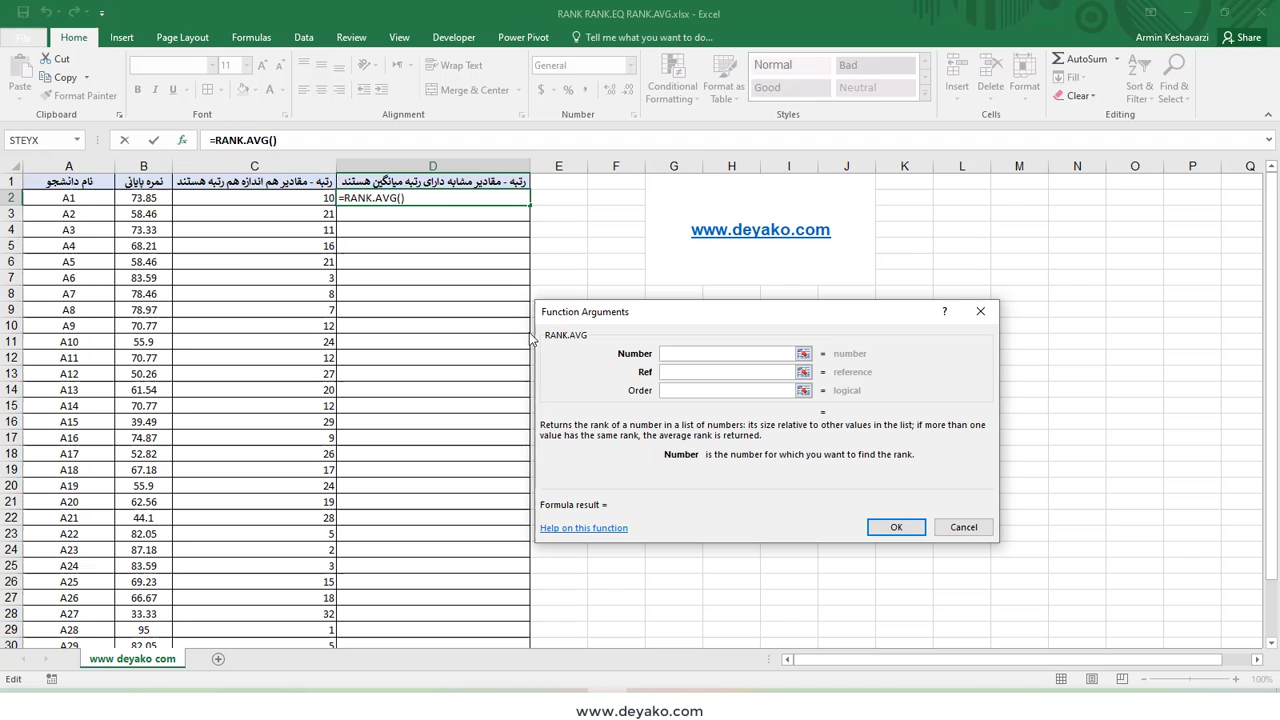 RANK RANK.EQ RANK.AVG.xlsx - Excel
File Home Insert Page Layout Formulas Data Review View Developer Power Pivot Tell me what you want to do... Armin Keshavarzi Share
Paste Cut Copy Format Painter
Clipboard
11
B I U
Font
Wrap Text
Merge & Center
Alignment
General
$ % ,
Number
Conditional Formatting
Format as Table
Normal Bad
Good Neutral
Styles
Insert Delete Format
Cells
AutoSum
Fill
Clear
Sort & Filter
Find & Select
Editing
STEYX fx =RANK.AVG()
A B C D E F G H I J K L M N O P Q
1 نام دانشجو نمره پایانی رتبه - مقادیر هم اندازه هم رتبه هستند رتبه - مقادیر مشابه دارای رتبه میانگین هستند
2 A1 73.85 10 =RANK.AVG()
3 A2 58.46 21
4 A3 73.33 11
5 A4 68.21 16
6 A5 58.46 21
7 A6 83.59 3
8 A7 78.46 8
9 A8 78.97 7
10 A9 70.77 12
11 A10 55.9 24
12 A11 70.77 12
13 A12 50.26 27
14 A13 61.54 20
15 A14 70.77 12
16 A15 39.49 29
17 A16 74.87 9
18 A17 52.82 26
19 A18 67.18 17
20 A19 55.9 24
21 A20 62.56 19
22 A21 44.1 28
23 A22 82.05 5
24 A23 87.18 2
25 A24 83.59 3
26 A25 69.23 15
27 A26 66.67 18
28 A27 33.33 32
29 A28 95 1
30 A29 82.05 5
www.deyako.com
Function Arguments ?
RANK.AVG
Number = number
Ref = reference
Order = logical
=
Returns the rank of a number in a list of numbers: its size relative to other values in the list; if more than one
value has the same rank, the average rank is returned.
Number is the number for which you want to find the rank.
Formula result =
Help on this function OK Cancel
www deyako com
Edit 100%
www.deyako.com